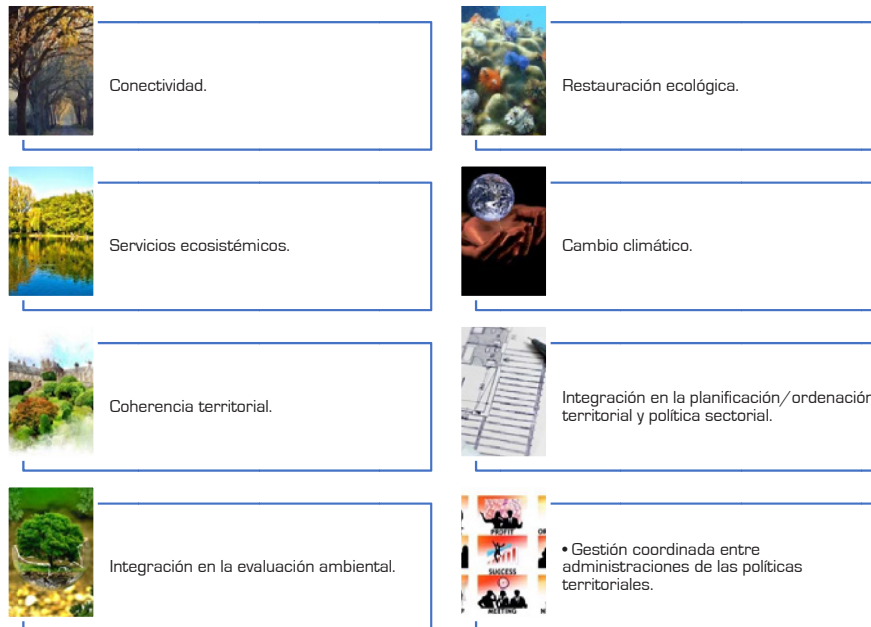 Conectividad.
Restauración ecológica.
Servicios ecosistémicos.
Cambio climático.
Coherencia territorial.
Integración en la planificación/ordenación
territorial y política sectorial.
Integración en la evaluación ambiental.
• Gestión coordinada entre
administraciones de las políticas
territoriales.
PROFIT
SUCCESS
MEETING